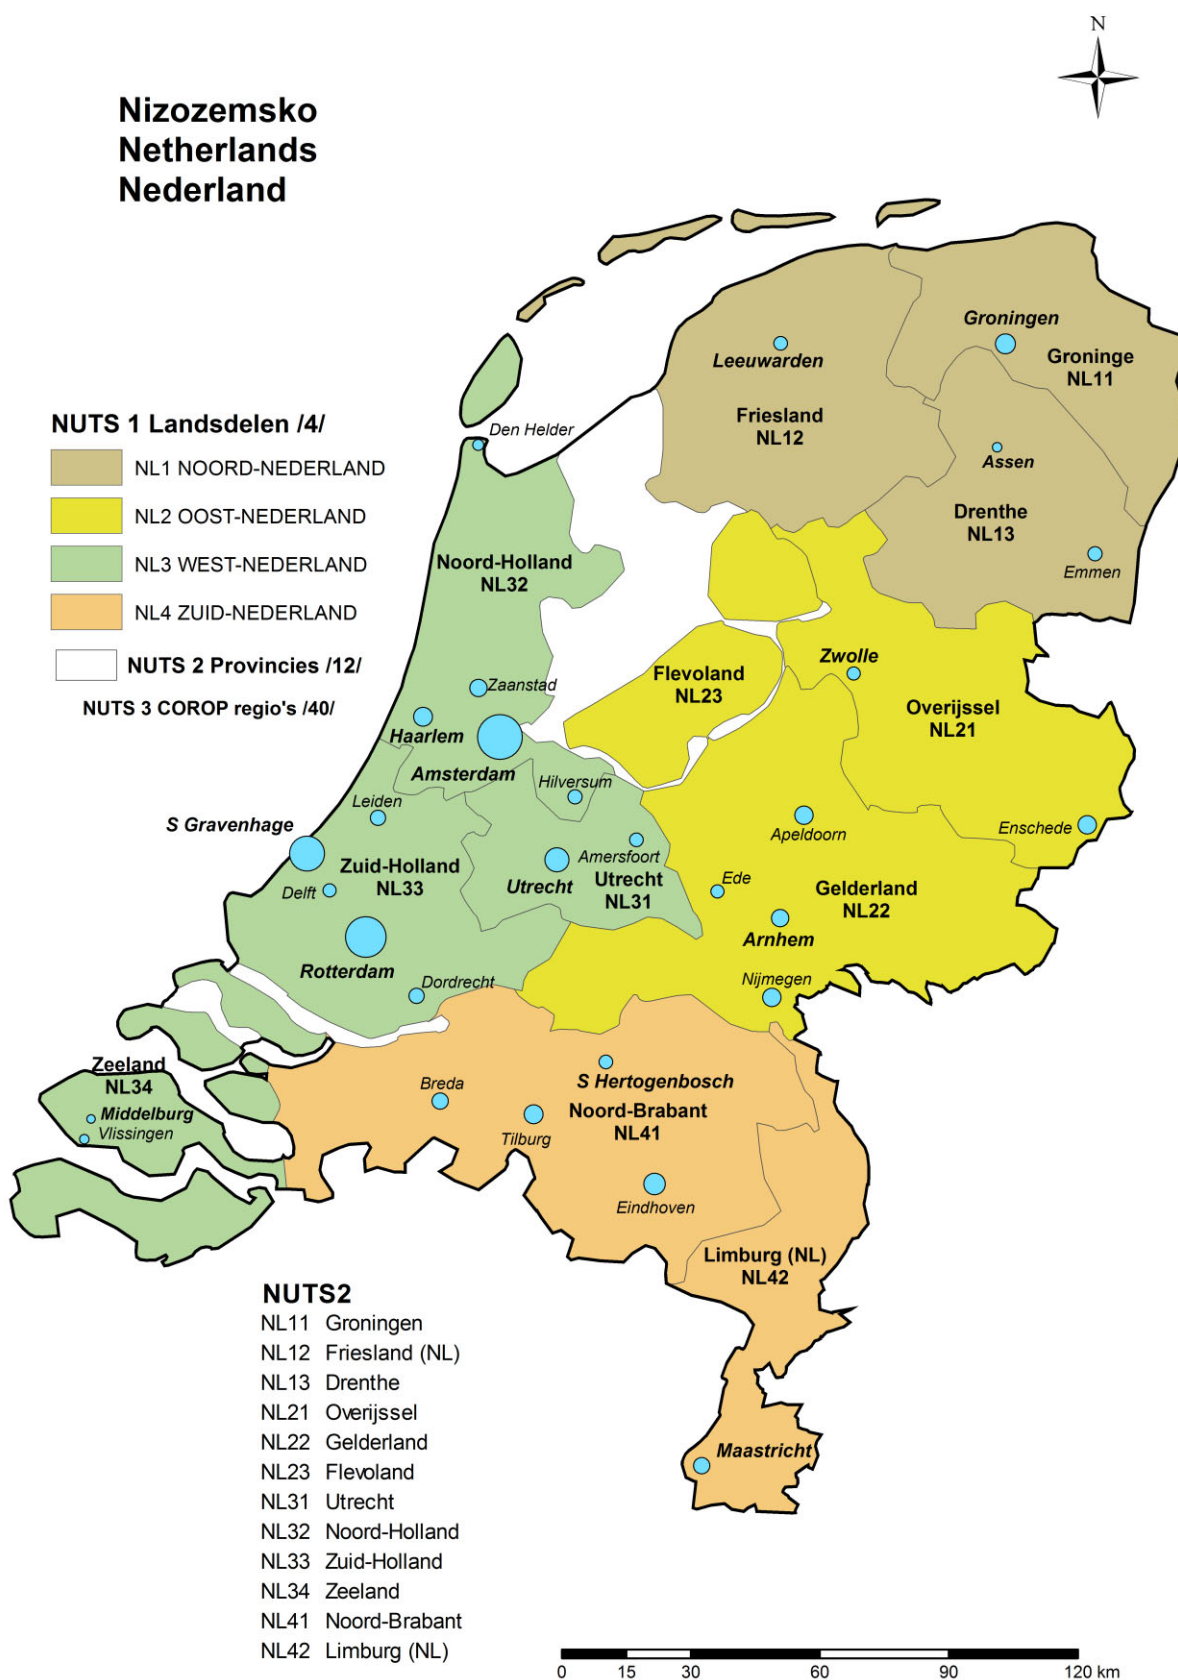 N
Nizozemsko
Netherlands
Nederland
Groningen
Leeuwarden
Groninge
NL11
Friesland
NL12
NUTS 1 Landsdelen /4/
Den Helder
NL1 NOORD-NEDERLAND
Assen
NL2 OOST-NEDERLAND
Drenthe
NL13
NL3 WEST-NEDERLAND
Noord-Holland
NL32
Emmen
NL4 ZUID-NEDERLAND
NUTS 2 Provincies /12/
Zwolle
Flevoland
NL23
Zaanstad
NUTS 3 COROP regio's /40/
Overijssel
NL21
Haarlem
Amsterdam
Hilversum
Leiden
S Gravenhage
Apeldoorn
Enschede
Amersfoort
Zuid-Holland
NL33
Utrecht
Utrecht
NL31
Delft
Ede
Gelderland
NL22
Arnhem
Rotterdam
Dordrecht
Nijmegen
Zeeland
NL34
Middelburg
Vlissingen
Breda
S Hertogenbosch
Noord-Brabant
NL41
Tilburg
Eindhoven
Limburg (NL)
NL42
NUTS2
NL11 Groningen
NL12 Friesland (NL)
NL13 Drenthe
NL21 Overijssel
NL22 Gelderland
NL23 Flevoland
NL31 Utrecht
NL32 Noord-Holland
NL33 Zuid-Holland
NL34 Zeeland
NL41 Noord-Brabant
NL42 Limburg (NL)
Maastricht
0 15 30 60 90 120 km